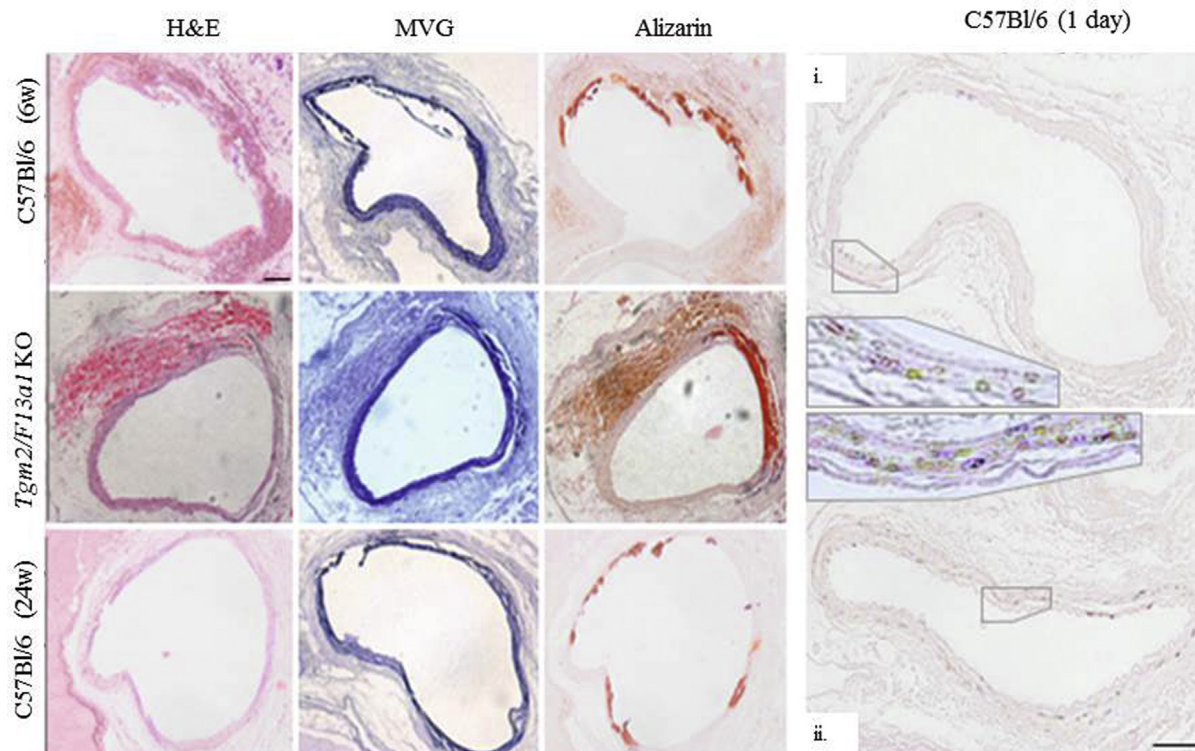 H&E
MVG
Alizarin
C57Bl/6 (1 day)
C57Bl/6 (6w)
Tgm2/F13a1 KO
C57Bl/6 (24w)
i.
ii.